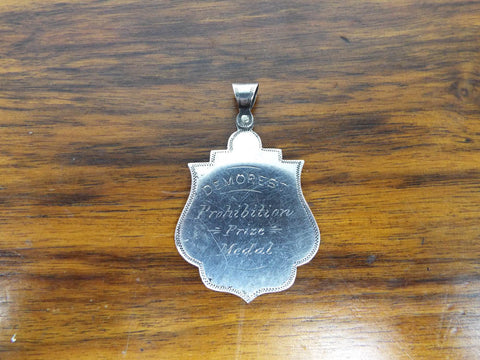 DEMOREST
Prohibition
Prize
Medal